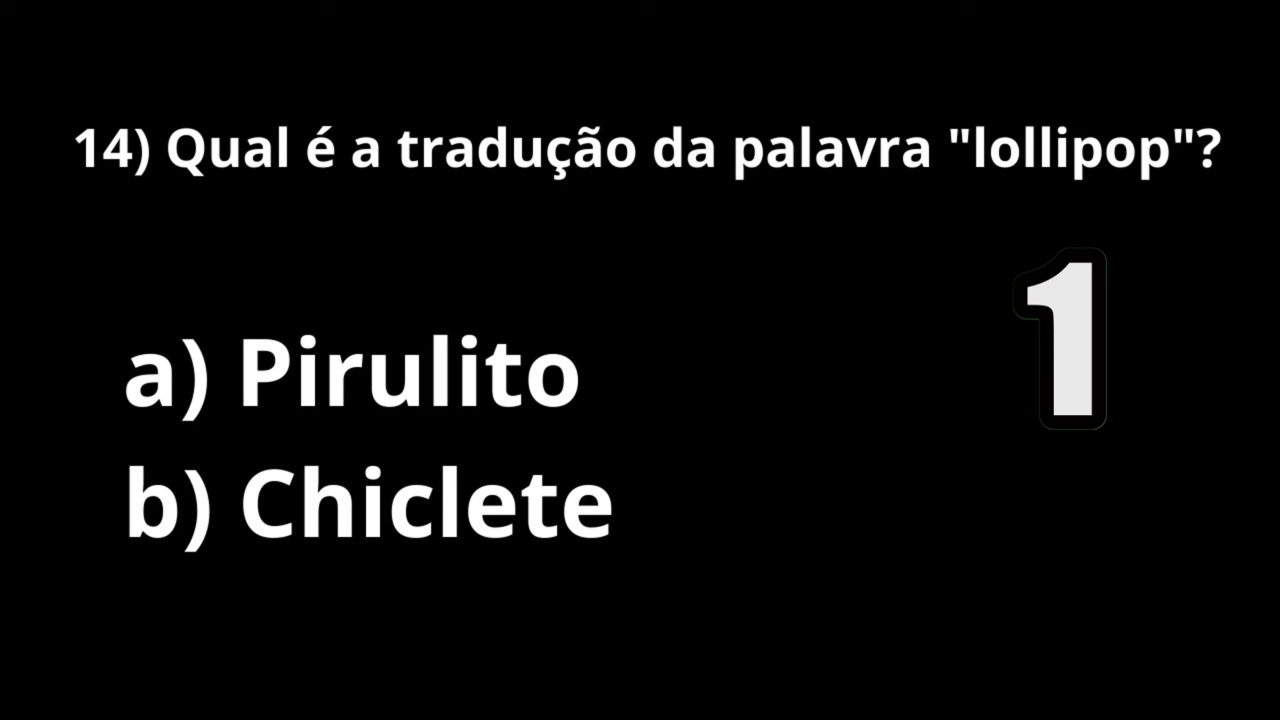 14) Qual é a tradução da palavra "lollipop"?
1
a) Pirulito
b) Chiclete